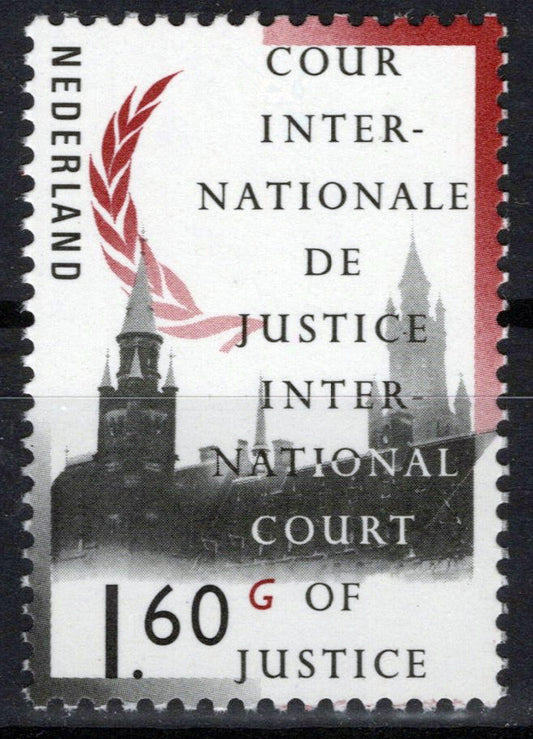 NEDERLAND
COUR
INTER-
NATIONALE
DE
JUSTICE
INTER-
NATIONAL
COURT
OF
JUSTICE
1.60 G